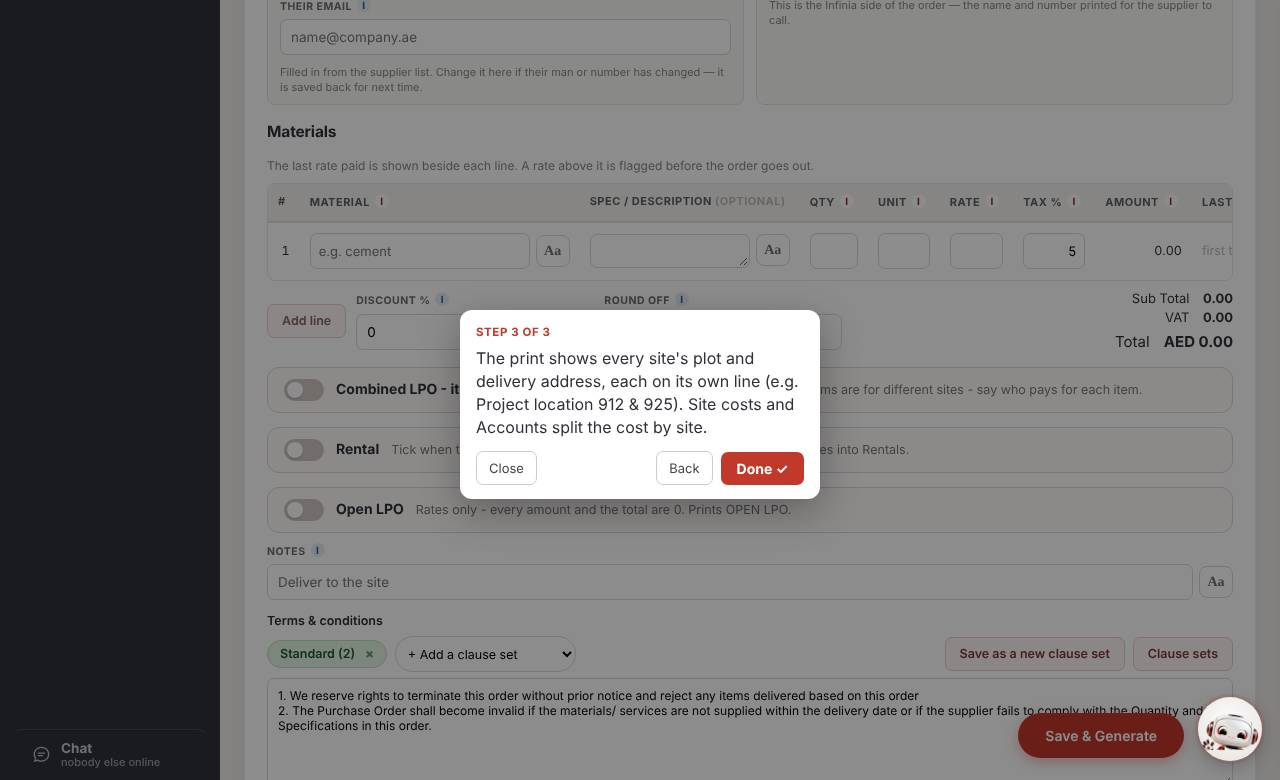 THEIR EMAIL I
name@company.ae
Filled in from the supplier list. Change it here if their man or number has changed — it
is saved back for next time.
This is the Infinia side of the order — the name and number printed for the supplier to
call.
Materials
The last rate paid is shown beside each line. A rate above it is flagged before the order goes out.
# MATERIAL I SPEC / DESCRIPTION (OPTIONAL) QTY I UNIT I RATE I TAX % I AMOUNT I LAST
1 e.g. cement Aa Aa 5 0.00 first t
Add line
DISCOUNT % I
0
ROUND OFF I
Sub Total 0.00
VAT 0.00
Total AED 0.00
STEP 3 OF 3
The print shows every site's plot and
delivery address, each on its own line (e.g.
Project location 912 & 925). Site costs and
Accounts split the cost by site.
Close Back Done ✓
Combined LPO - it ms are for different sites - say who pays for each item.
Rental Tick when t es into Rentals.
Open LPO Rates only - every amount and the total are 0. Prints OPEN LPO.
NOTES I
Deliver to the site Aa
Terms & conditions
Standard (2) × + Add a clause set Save as a new clause set Clause sets
1. We reserve rights to terminate this order without prior notice and reject any items delivered based on this order
2. The Purchase Order shall become invalid if the materials/ services are not supplied within the delivery date or if the supplier fails to comply with the Quantity and
Specifications in this order.
Save & Generate
Chat
nobody else online